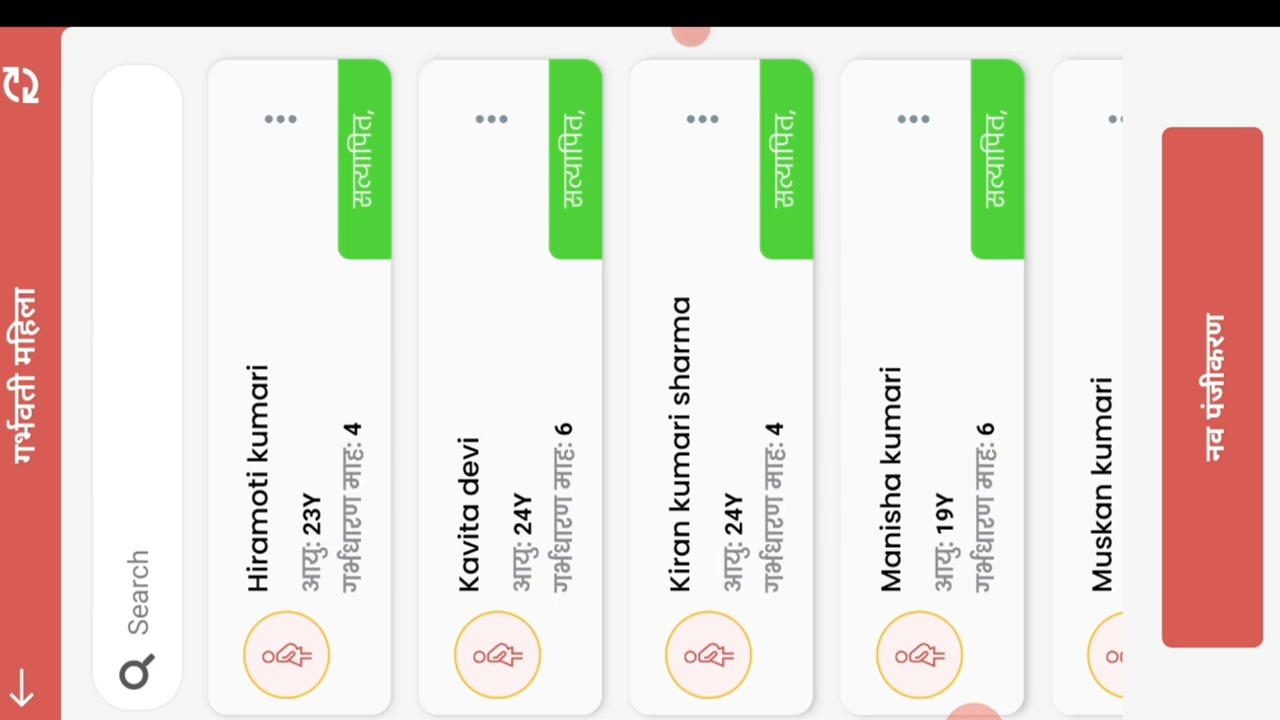 गर्भवती महिला
Search
Hiramoti kumari
सत्यापित,
आयु: 23Y
गर्भधारण माह: 4
Kavita devi
सत्यापित,
आयु: 24Y
गर्भधारण माह: 6
Kiran kumari sharma
सत्यापित,
आयु: 24Y
गर्भधारण माह: 4
Manisha kumari
सत्यापित,
आयु: 19Y
गर्भधारण माह: 6
Muskan kumari
नव पंजीकरण